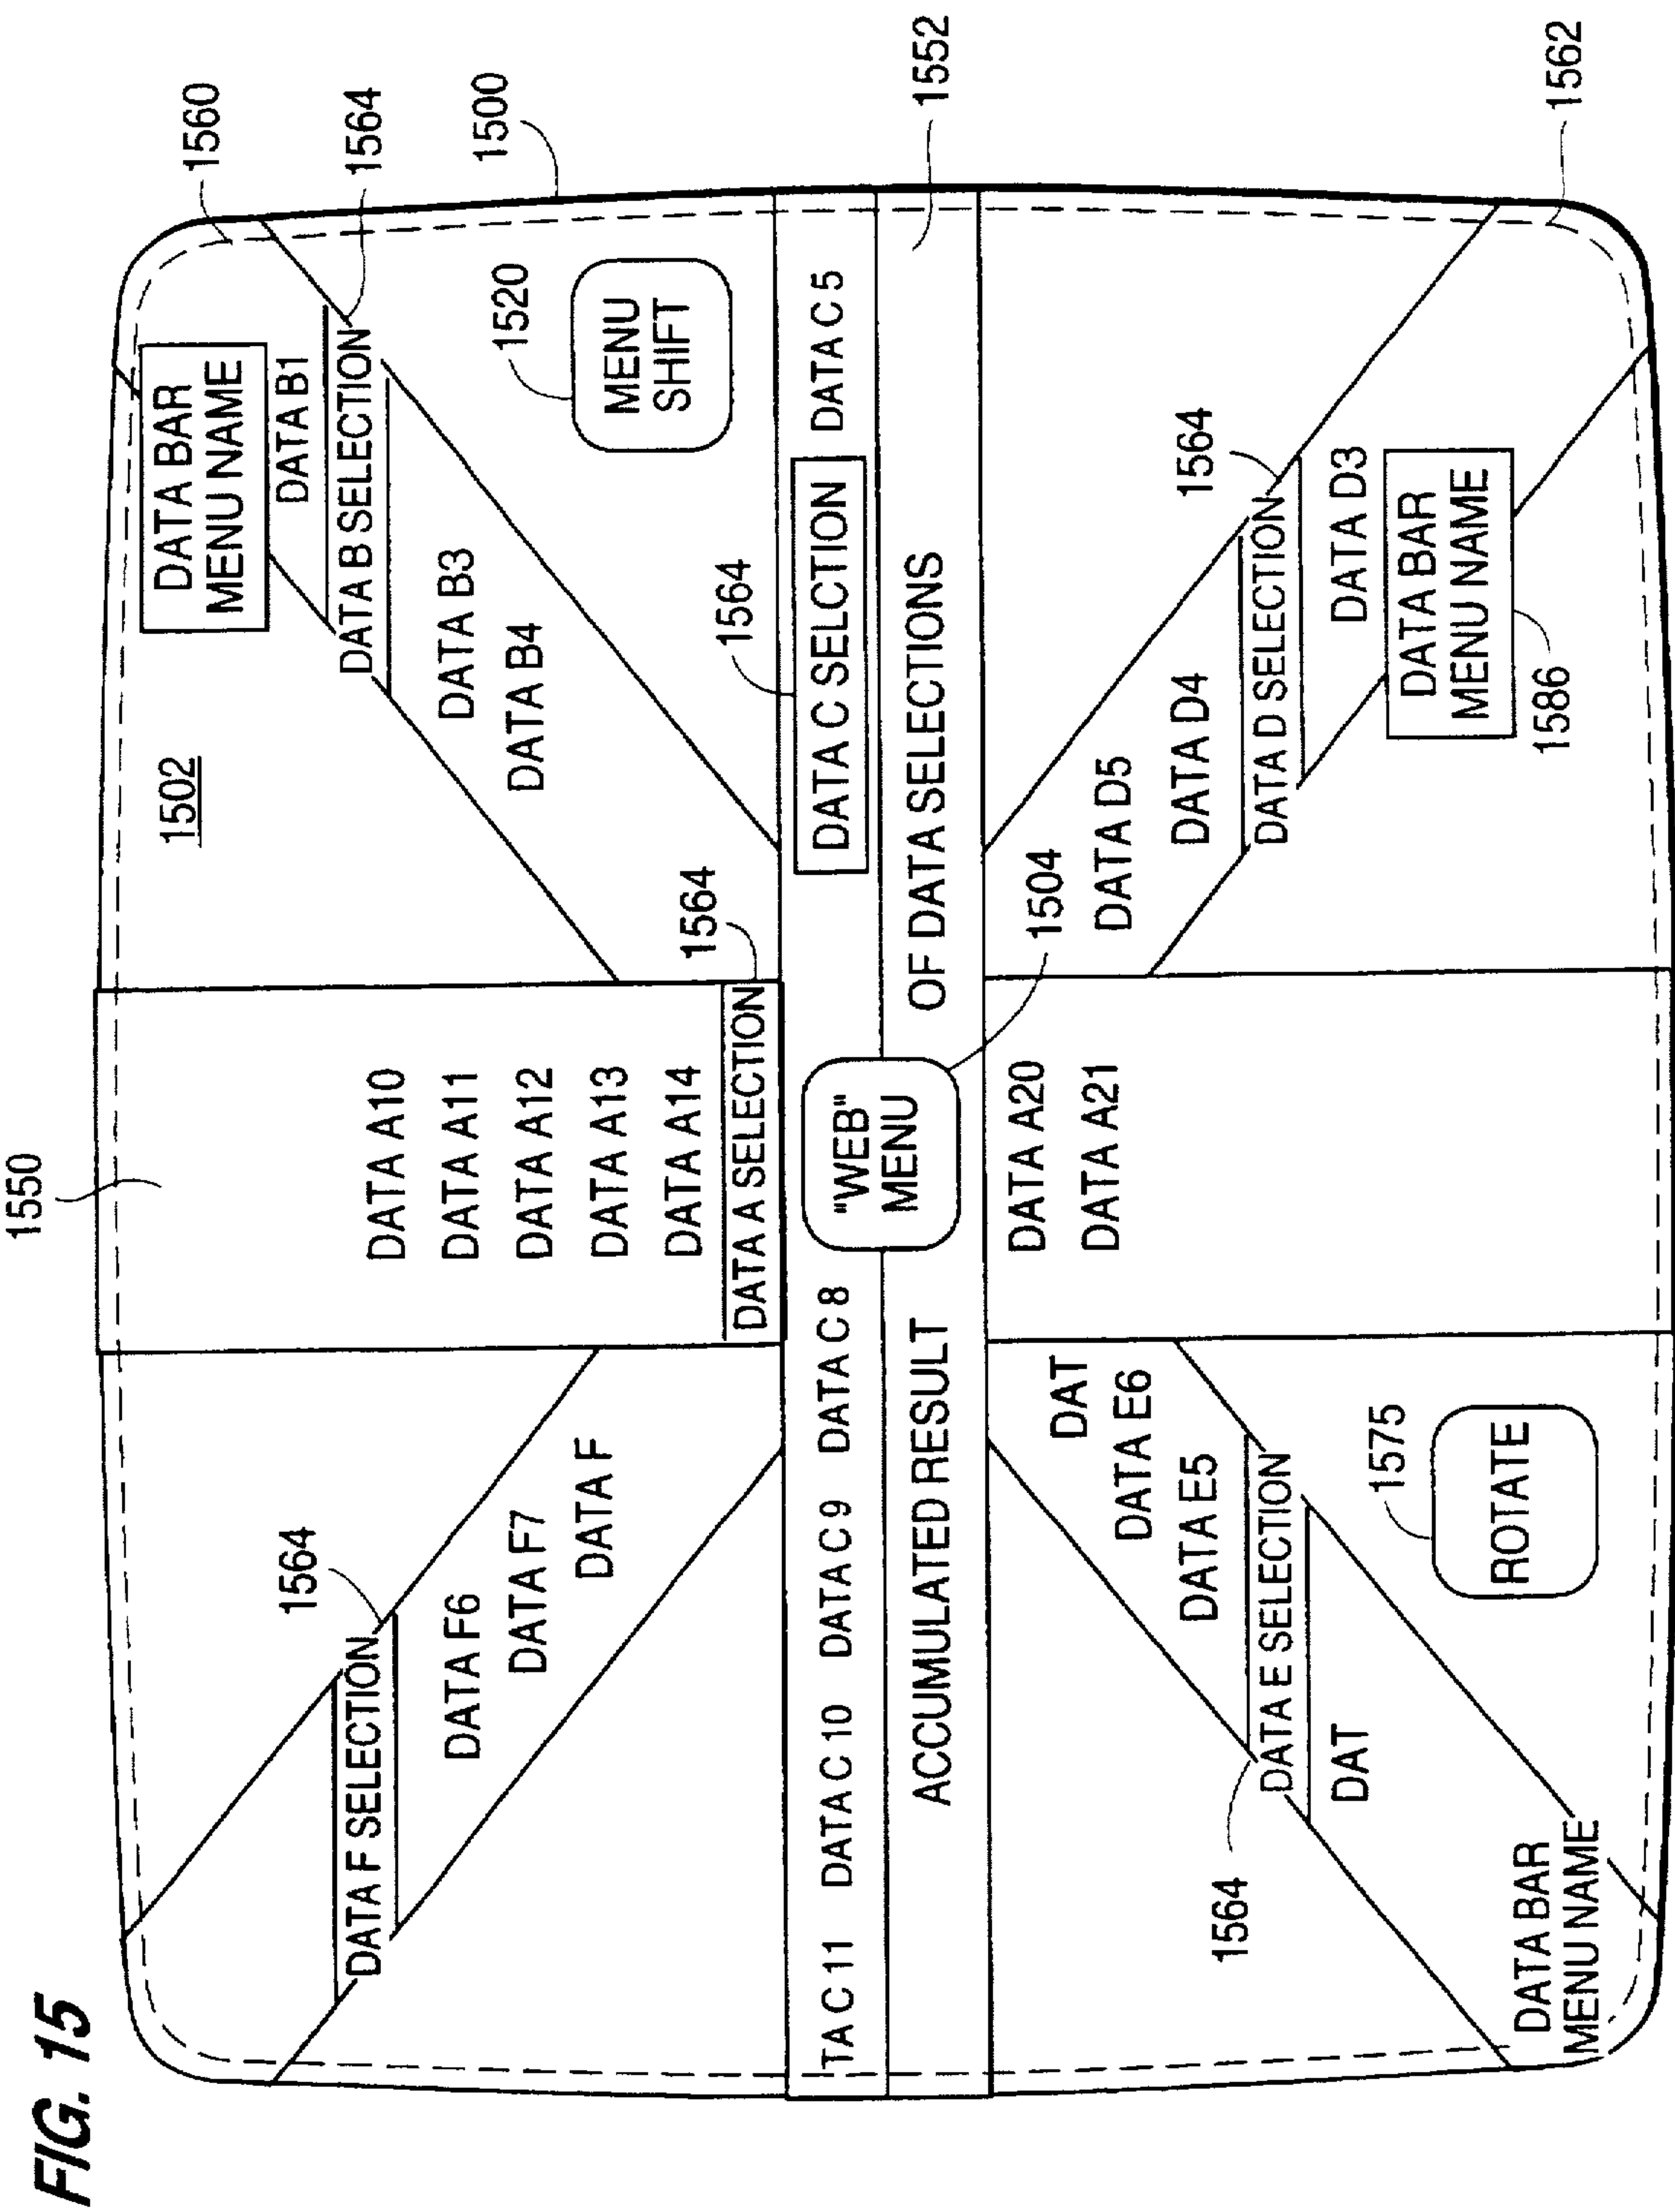 FIG. 15
1550
1560
1564
1500
1552
1562
1502
DATA BAR
MENU NAME
DATA B1
DATA B SELECTION
DATA B3
DATA B4
1520
MENU
SHIFT
1564
DATA F SELECTION
DATA F6
DATA F7
DATA F
DATA A10
DATA A11
DATA A12
DATA A13
DATA A14
DATA A SELECTION
1564
1564
TA C 11 DATA C 10 DATA C 9 DATA C 8
"WEB"
MENU
DATA C SELCTION
DATA C 5
ACCUMULATED RESULT
OF DATA SELECTIONS
1504
DATA A20
DATA A21
DAT
DATA E6
DATA E5
DATA E SELECTION
DAT
1564
DATA BAR
MENU NAME
1575
ROTATE
DATA D5
DATA D4
DATA D SELECTION
DATA D3
1564
DATA BAR
MENU NAME
1586